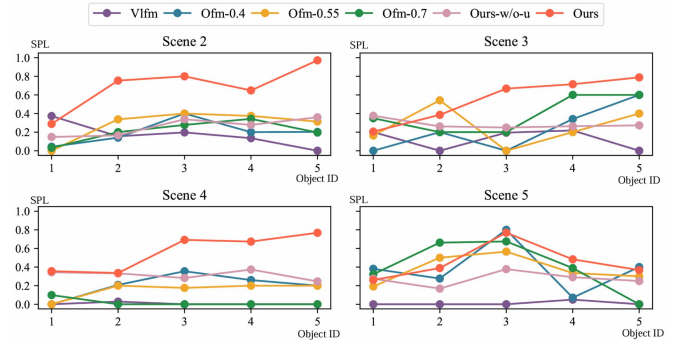 Vlfm Ofm-0.4 Ofm-0.55 Ofm-0.7 Ours-w/o-u Ours
SPL Scene 2
1.0
0.8
0.6
0.4
0.2
0.0
1 2 3 4 5
Object ID
SPL Scene 3
1.0
0.8
0.6
0.4
0.2
0.0
1 2 3 4 5
Object ID
SPL Scene 4
1.0
0.8
0.6
0.4
0.2
0.0
1 2 3 4 5
Object ID
SPL Scene 5
1.0
0.8
0.6
0.4
0.2
0.0
1 2 3 4 5
Object ID